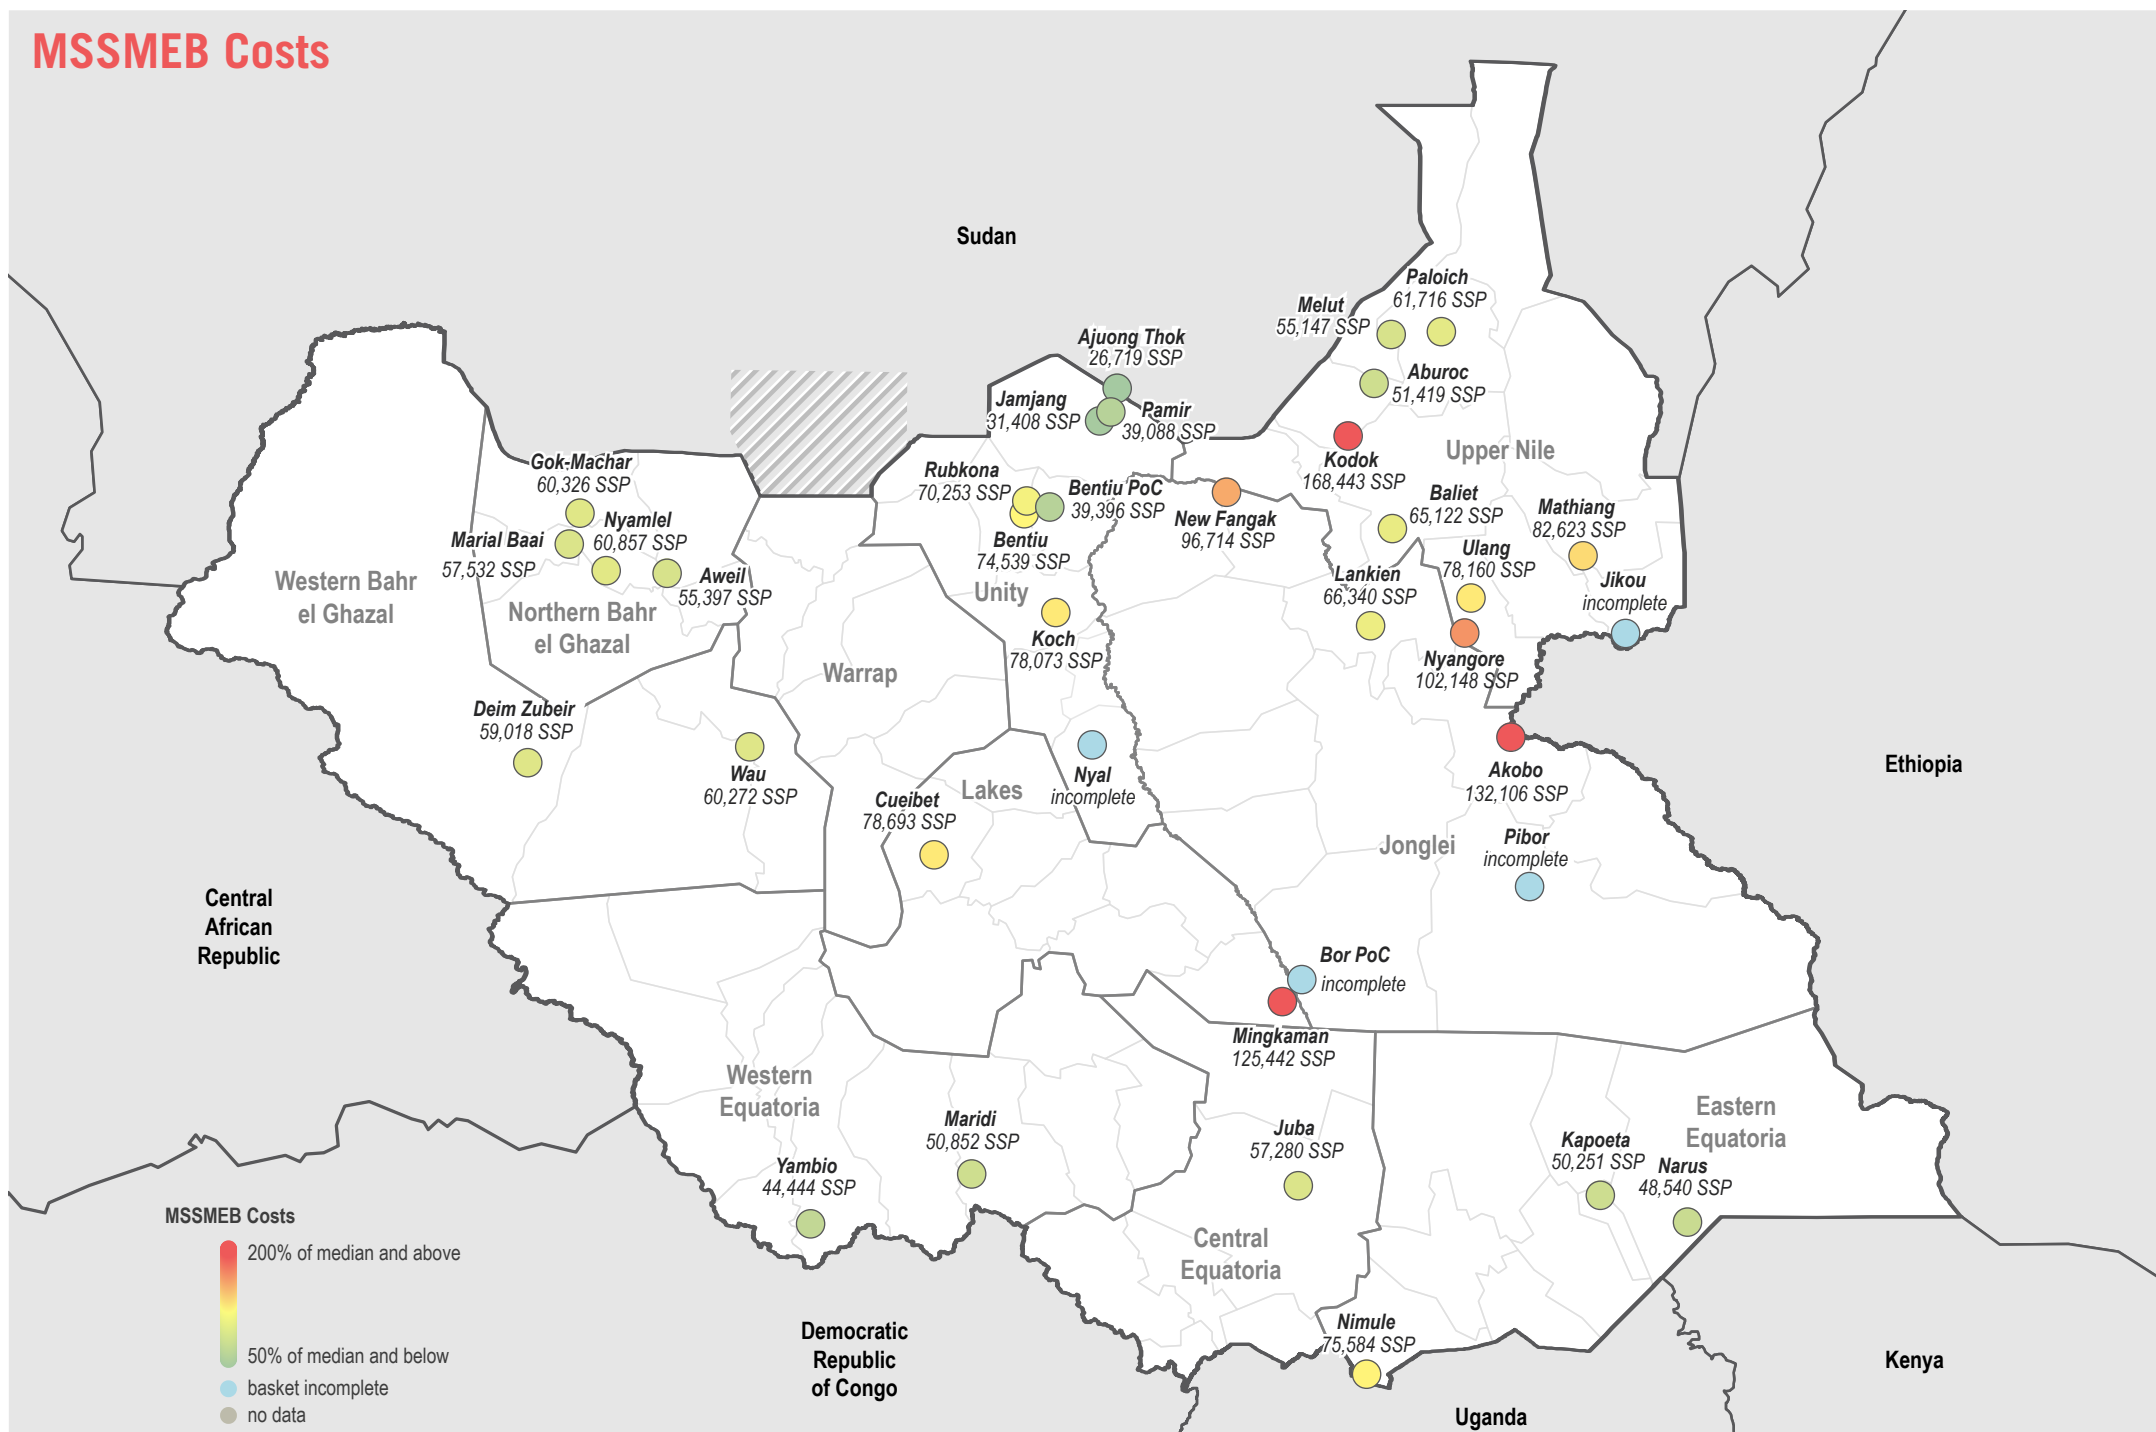 MSSMEB Costs
Sudan
Paloich
61,716 SSP
Melut
55,147 SSP
Ajuong Thok
26,719 SSP
Aburoc
51,419 SSP
Jamjang
31,408 SSP
Pamir
39,088 SSP
Kodok
168,443 SSP
Upper Nile
Gok-Machar
60,326 SSP
Rubkona
70,253 SSP
Bentiu PoC
39,396 SSP
New Fangak
96,714 SSP
Baliet
65,122 SSP
Mathiang
82,623 SSP
Nyamlel
60,857 SSP
Marial Baai
57,532 SSP
Bentiu
74,539 SSP
Ulang
78,160 SSP
Aweil
55,397 SSP
Lankien
66,340 SSP
Jikou
incomplete
Western Bahr
el Ghazal
Northern Bahr
el Ghazal
Unity
Koch
78,073 SSP
Warrap
Nyangore
102,148 SSP
Deim Zubeir
59,018 SSP
Wau
60,272 SSP
Nyal
incomplete
Akobo
132,106 SSP
Ethiopia
Cueibet
78,693 SSP
Lakes
Jonglei
Pibor
incomplete
Central
African
Republic
Bor PoC
incomplete
Mingkaman
125,442 SSP
Western
Equatoria
Maridi
50,852 SSP
Juba
57,280 SSP
Eastern
Equatoria
Kapoeta
50,251 SSP
Narus
48,540 SSP
Yambio
44,444 SSP
Central
Equatoria
Nimule
75,584 SSP
Democratic
Republic
of Congo
Kenya
Uganda
MSSMEB Costs
200% of median and above
50% of median and below
basket incomplete
no data